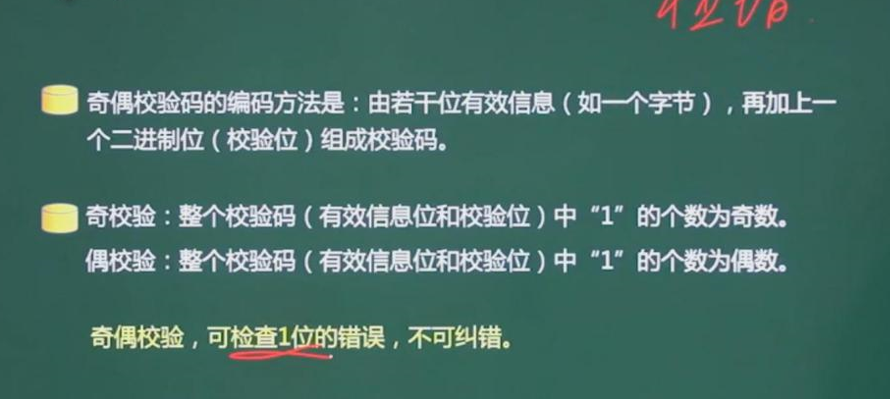 奇偶校验码的编码方法是：由若干位有效信息（如一个字节），再加上一
个二进制位（校验位）组成校验码。
奇校验：整个校验码（有效信息位和校验位）中“1”的个数为奇数。
偶校验：整个校验码（有效信息位和校验位）中“1”的个数为偶数。
奇偶校验，可检查1位的错误，不可纠错。